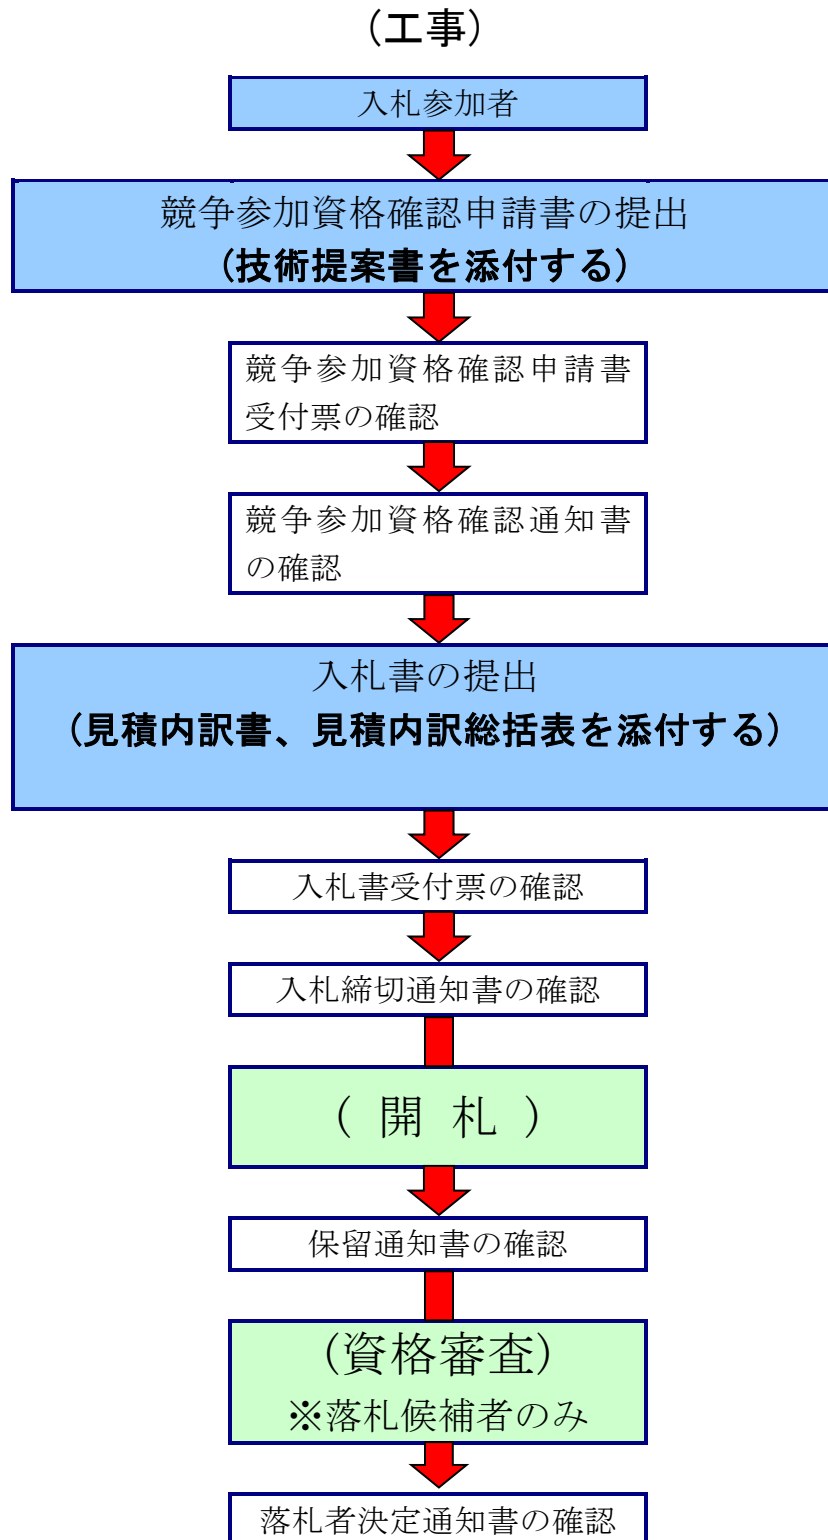 (工事)
入札参加者
競争参加資格確認申請書の提出
(技術提案書を添付する)
競争参加資格確認申請書
受付票の確認
競争参加資格確認通知書
の確認
入札書の提出
(見積内訳書、見積内訳総括表を添付する)
入札書受付票の確認
入札締切通知書の確認
( 開 札 )
保留通知書の確認
(資格審査)
※落札候補者のみ
落札者決定通知書の確認